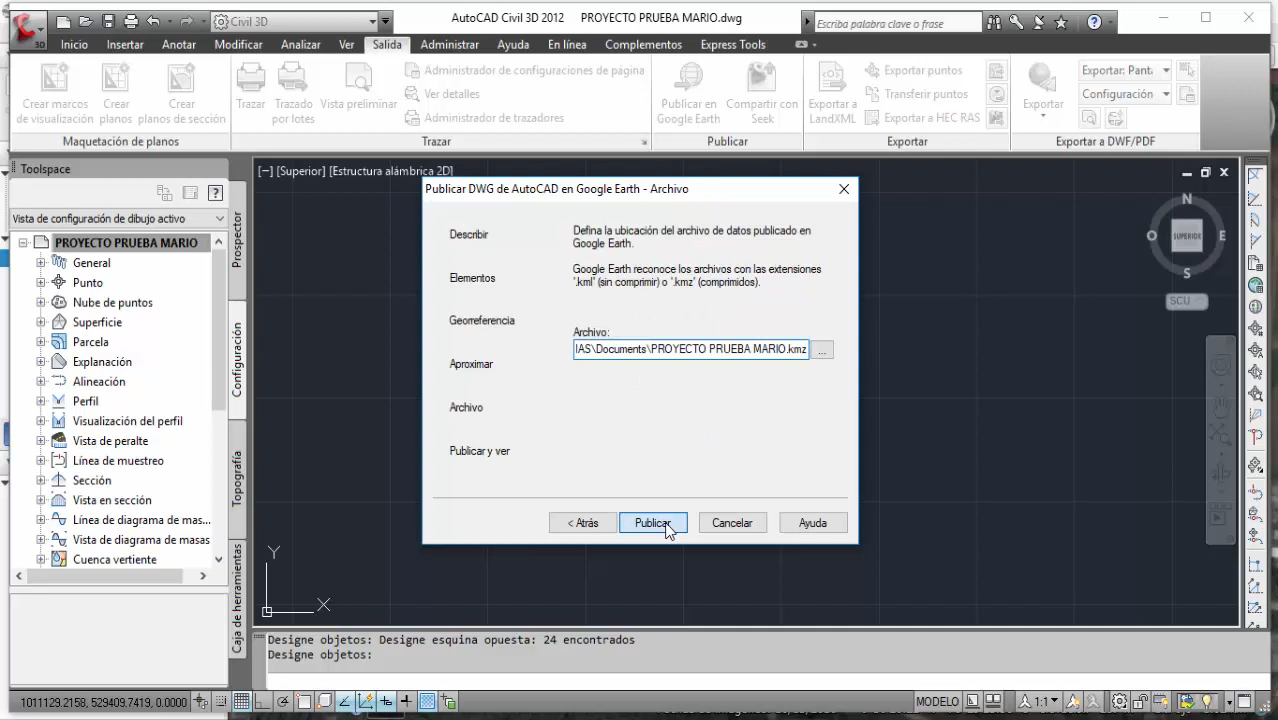 Civil 3D
AutoCAD Civil 3D 2012 PROYECTO PRUEBA MARIO.dwg
Escriba palabra clave o frase
3D
Inicio Insertar Anotar Modificar Analizar Ver Salida Administrar Ayuda En línea Complementos Express Tools
Crear marcos
de visualización
Crear
planos
Crear
planos de sección
Maquetación de planos
Trazar
Trazado
por lotes
Vista preliminar
Administrador de configuraciones de página
Ver detalles
Administrador de trazadores
Trazar
Publicar en
Google Earth
Compartir con
Seek
Publicar
Exportar a
LandXML
Exportar puntos
Transferir puntos
Exportar a HEC RAS
Exportar
Exportar
Exportar: Pant
Configuración
Exportar a DWF/PDF
Toolspace
Vista de configuración de dibujo activo
PROYECTO PRUEBA MARIO
General
Punto
Nube de puntos
Superficie
Parcela
Explanación
Alineación
Perfil
Visualización del perfil
Vista de peralte
Línea de muestreo
Sección
Vista en sección
Línea de diagrama de mas...
Vista de diagrama de masas
Cuenca vertiente
Prospector
Configuración
Topografía
Caja de herramientas
[−] [Superior] [Estructura alámbrica 2D]
N
O SUPERIOR E
S
SCU
Y
X
Publicar DWG de AutoCAD en Google Earth - Archivo
Describir
Elementos
Georreferencia
Aproximar
Archivo
Publicar y ver
Defina la ubicación del archivo de datos publicado en
Google Earth.
Google Earth reconoce los archivos con las extensiones
'.kml' (sin comprimir) o '.kmz' (comprimidos).
Archivo:
IAS\Documents\PROYECTO PRUEBA MARIO.kmz
...
< Atrás Publicar Cancelar Ayuda
Designe objetos: Designe esquina opuesta: 24 encontrados
Designe objetos:
1011129.2158, 529409.7419, 0.0000
MODELO
1:1